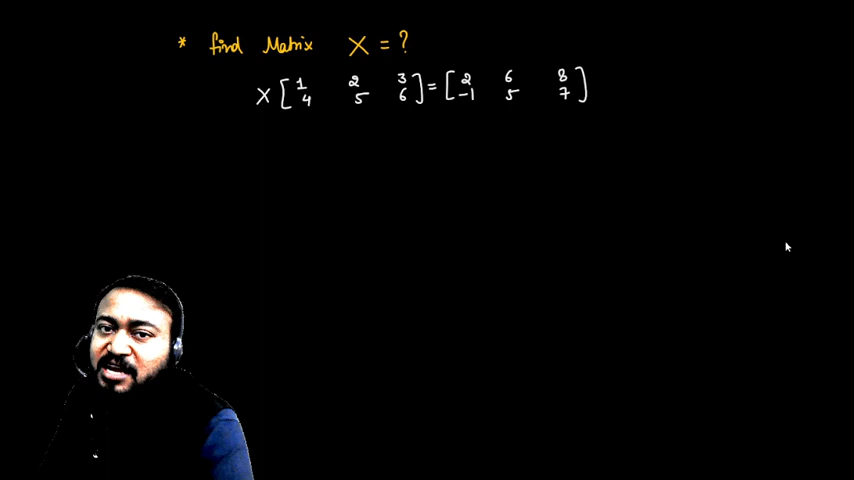 * find Matrix X = ?
X [ 1 2 3 ] = [ 2 6 8 ]
4 5 6 -1 5 7